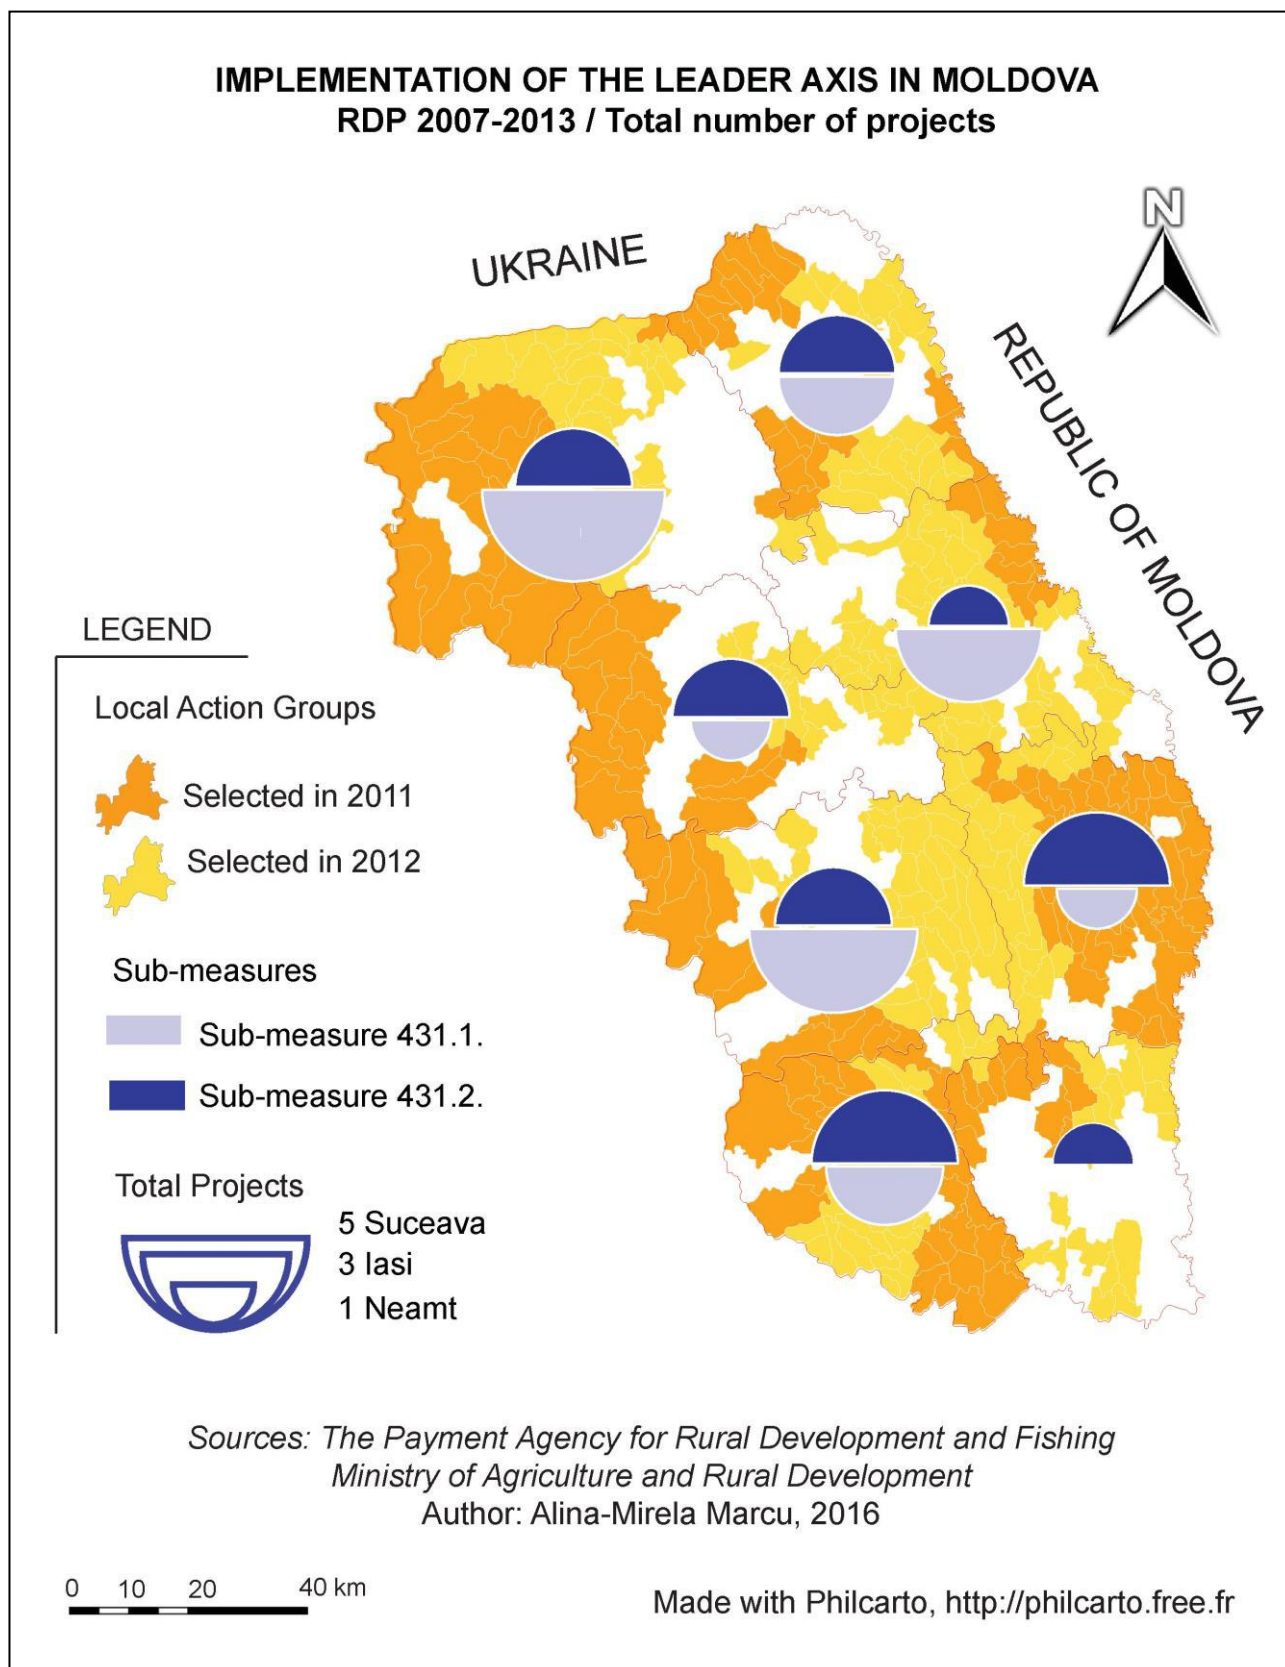 IMPLEMENTATION OF THE LEADER AXIS IN MOLDOVA
RDP 2007-2013 / Total number of projects
N
UKRAINE
REPUBLIC OF MOLDOVA
LEGEND
Local Action Groups
Selected in 2011
Selected in 2012
Sub-measures
Sub-measure 431.1.
Sub-measure 431.2.
Total Projects
5 Suceava
3 Iasi
1 Neamt
Sources: The Payment Agency for Rural Development and Fishing
Ministry of Agriculture and Rural Development
Author: Alina-Mirela Marcu, 2016
0 10 20 40 km
Made with Philcarto, http://philcarto.free.fr